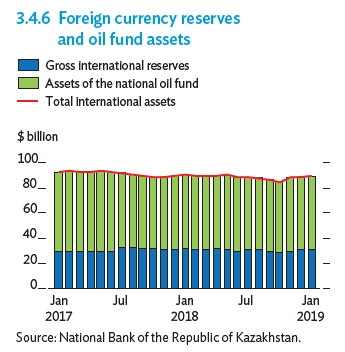 3.4.6 Foreign currency reserves
and oil fund assets
Gross international reserves
Assets of the national oil fund
Total international assets
$ billion
100
80
60
40
20
0
Jan Jul Jan Jul Jan
2017 2018 2019
Source: National Bank of the Republic of Kazakhstan.